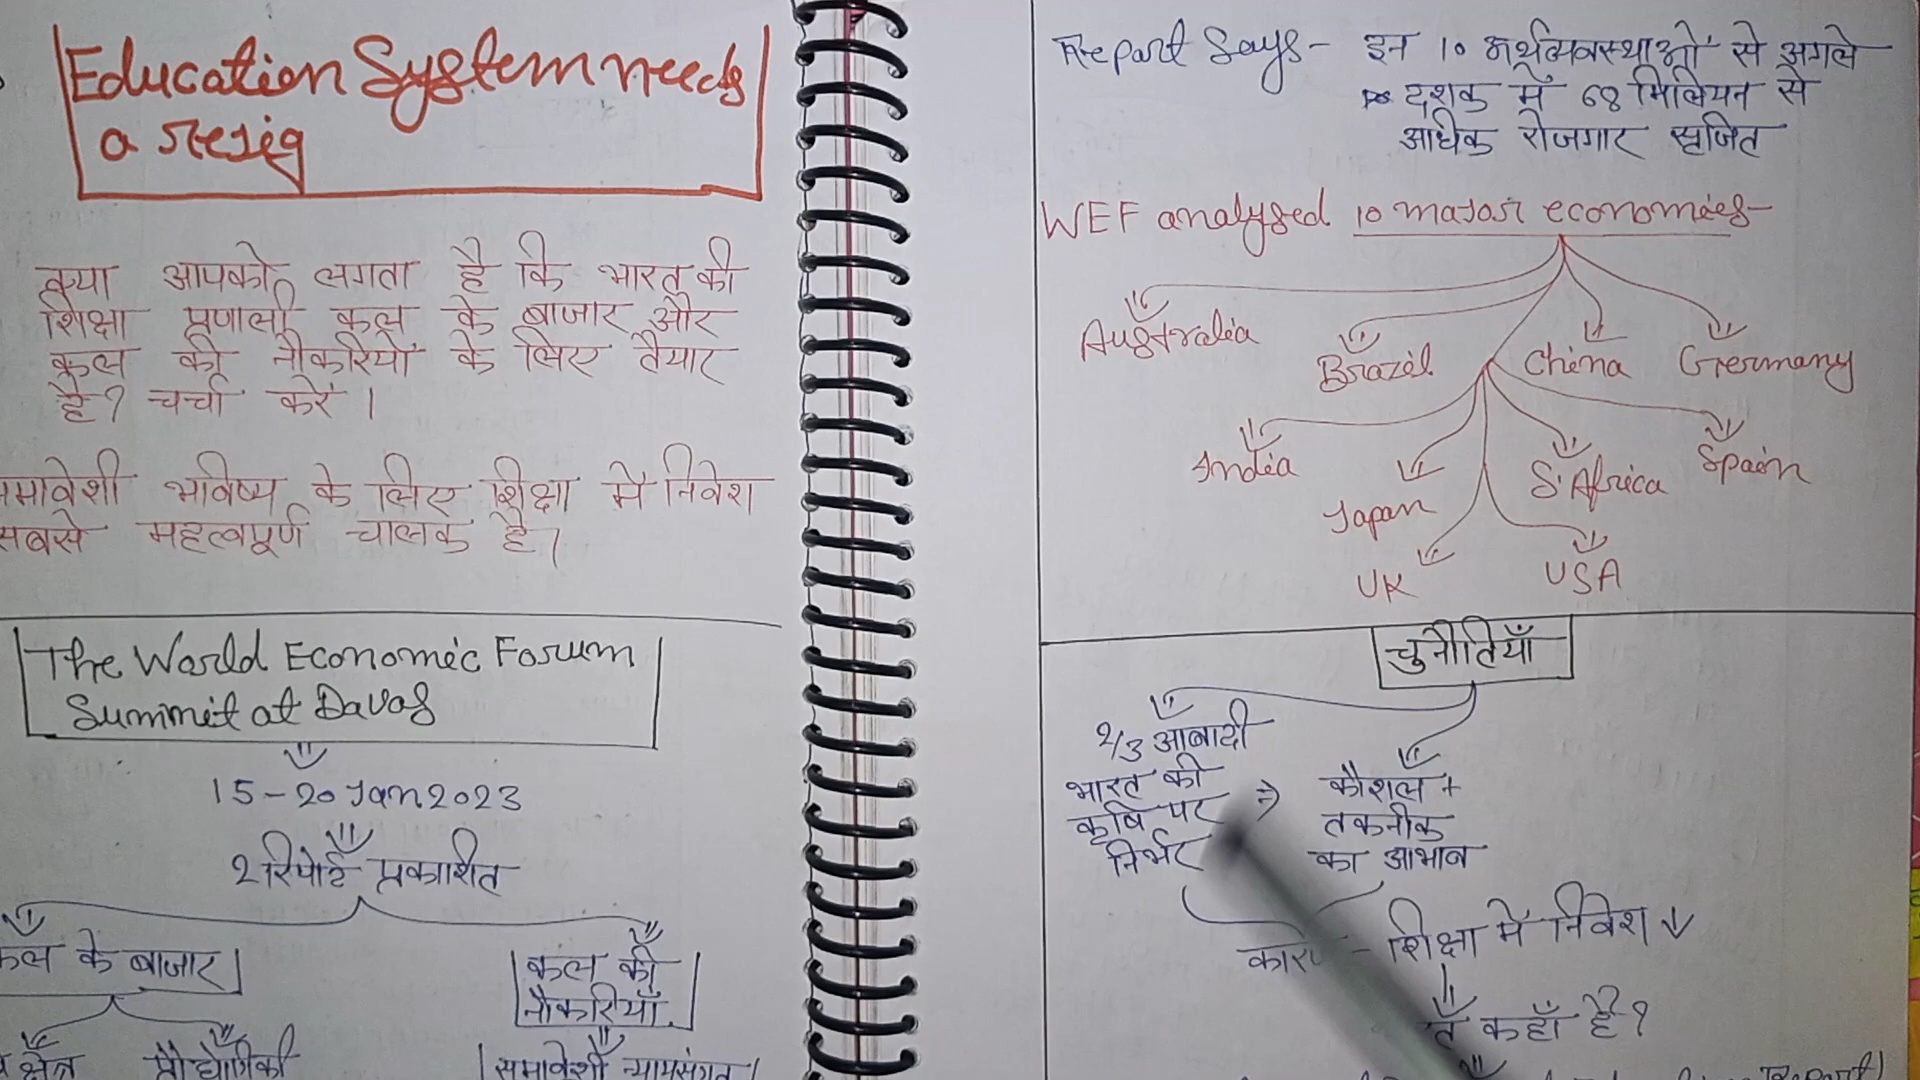 Education System needs
a resig
क्या आपको लगता है कि भारत की
शिक्षा प्रणाली कल के बाजार और
कल की नौकरियों के लिए तैयार
है? चर्चा करें।
समावेशी भविष्य के लिए शिक्षा में निवेश
सबसे महत्वपूर्ण चालक है।
The World Economic Forum
Summit at Davos
15-20 Jan 2023
2 रिपोर्ट प्रकाशित
कल के बाजार
कल की
नौकरियाँ
क्षेत्र प्रौद्योगिकी
समावेशी न्यायसंगत
Report Says- इन 10 अर्थव्यवस्थाओं से अगले
दशक में 68 मिलियन से
अधिक रोजगार सृजित
WEF analysed 10 major economies-
Australia
Brazil China Germany
India
Japan S.Africa Spain
UK USA
चुनौतियाँ
2/3 आबादी
भारत की
कृषि पर
निर्भर
कौशल +
तकनीक
का अभाव
शिक्षा में निवेश ↓
कहाँ है?
Report)